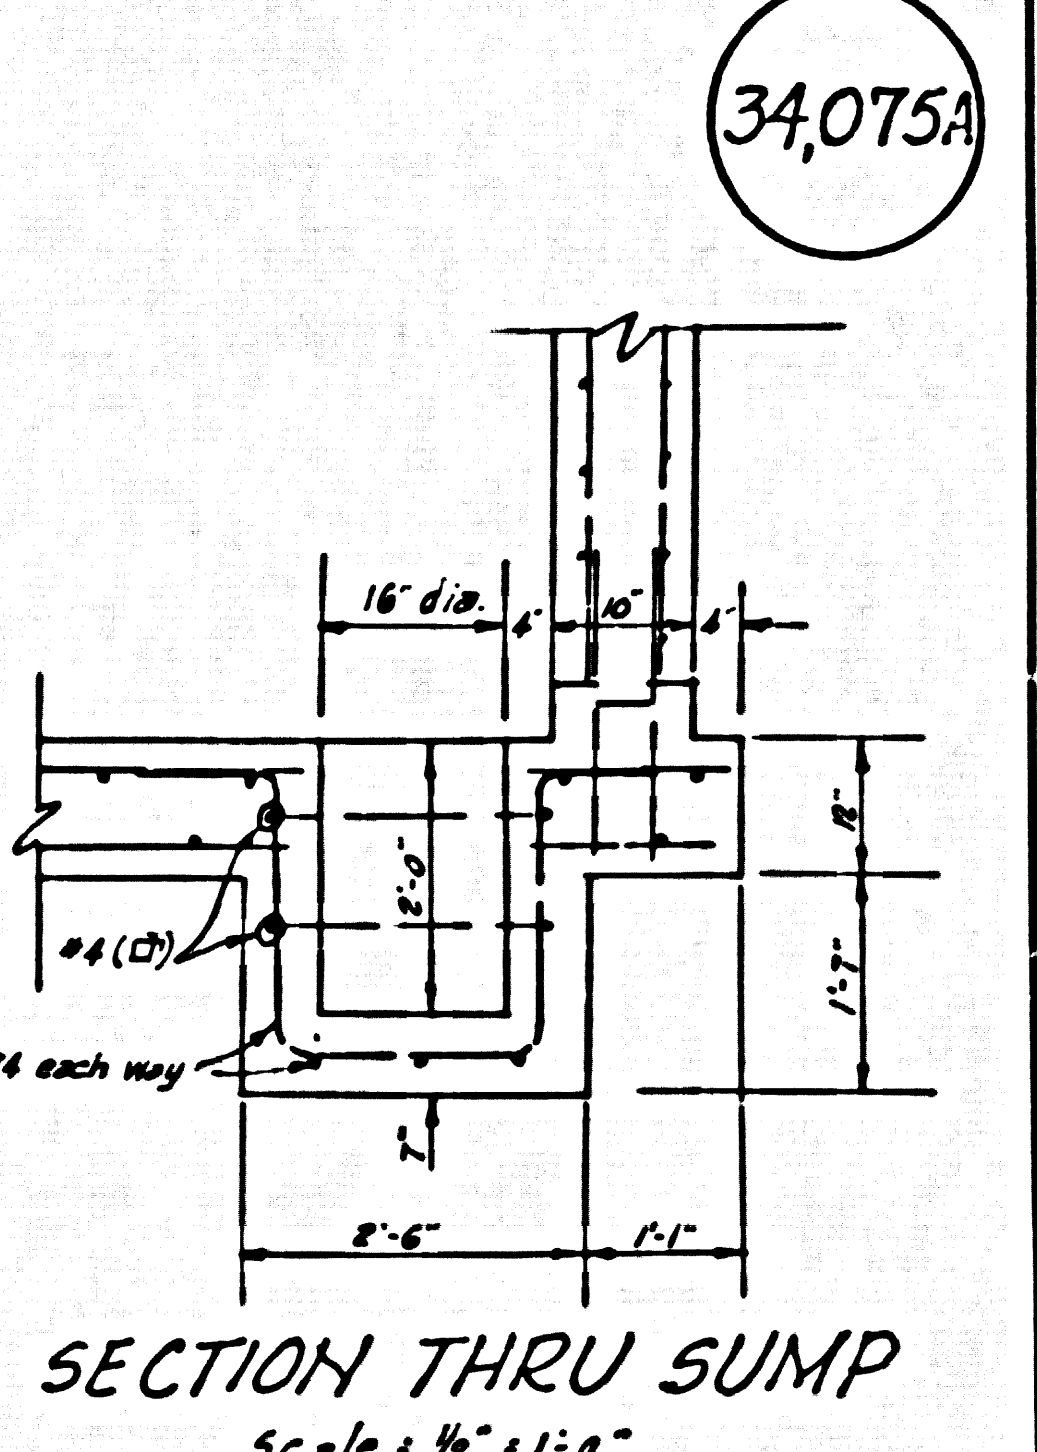 34,075A
16" dia.
4"
10"
4"
12"
2'-0"
#4 (
1'-7"
#4 each way
7"
2'-6"
1'-1"
SECTION THRU SUMP